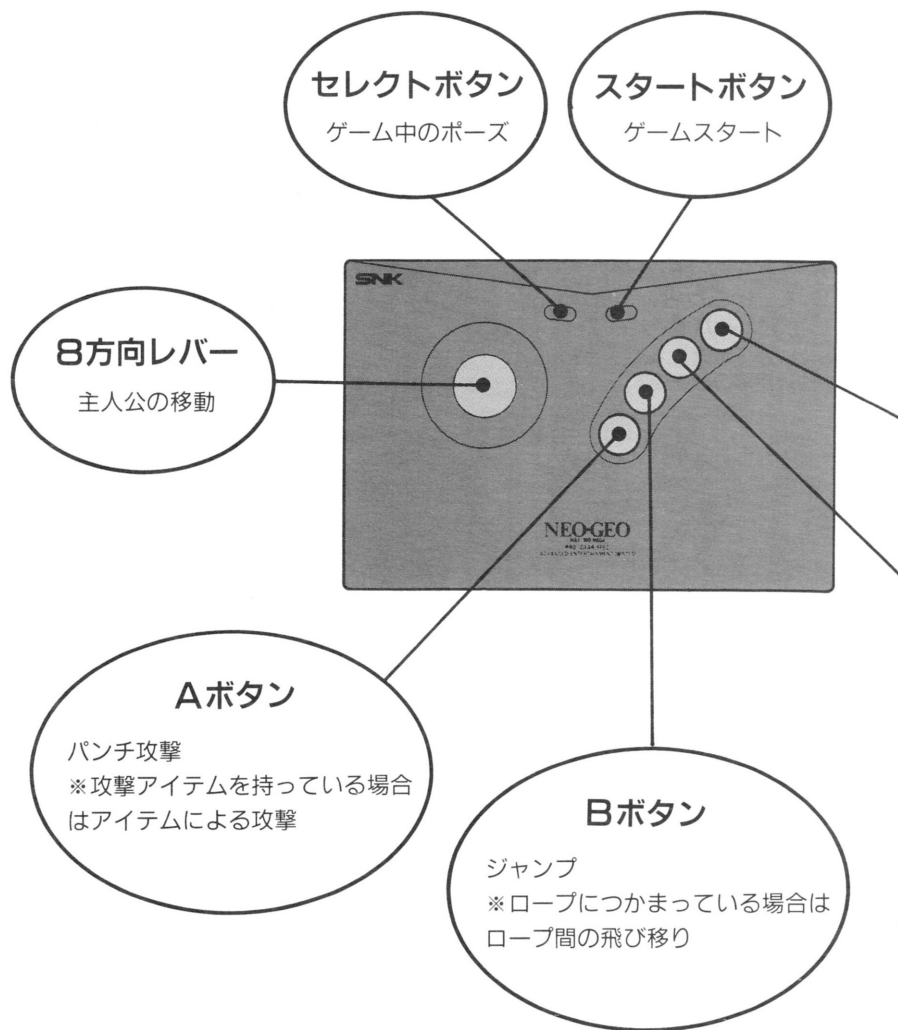 セレクトボタン
ゲーム中のポーズ
スタートボタン
ゲームスタート
SNK
8方向レバー
主人公の移動
NEO・GEO
Aボタン
パンチ攻撃
※攻撃アイテムを持っている場合
はアイテムによる攻撃
Bボタン
ジャンプ
※ロープにつかまっている場合は
ロープ間の飛び移り